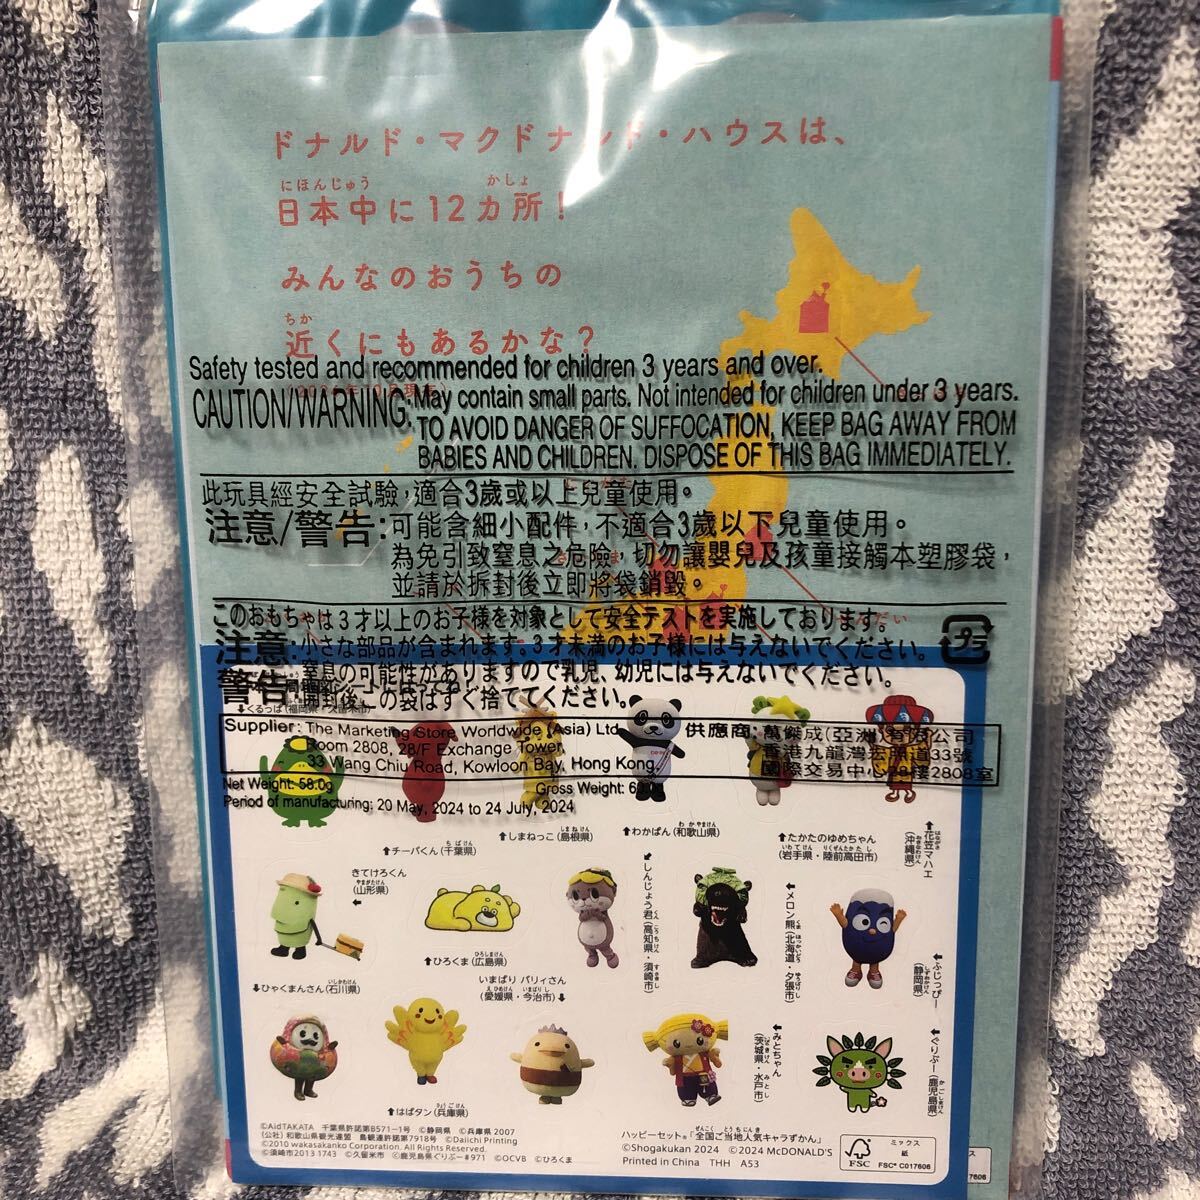 ドナルド・マクドナルド・ハウスは、
にほんじゅう かしょ
日本中に12カ所!
みんなのおうちの
ちか
近くにもあるかな?
Safety tested and recommended for children 3 years and over.
CAUTION/WARNING: May contain small parts. Not intended for children under 3 years.
TO AVOID DANGER OF SUFFOCATION, KEEP BAG AWAY FROM
BABIES AND CHILDREN. DISPOSE OF THIS BAG IMMEDIATELY.
此玩具經安全試驗，適合3歲或以上兒童使用。
注意/警告: 可能含細小配件，不適合3歲以下兒童使用。
為免引致窒息之危險，切勿讓嬰兒及孩童接觸本塑膠袋，
並請於拆封後立即將袋銷毀。
このおもちゃは3才以上のお子様を対象として安全テストを実施しております。
注意: 小さな部品が含まれます。3才未満のお子様には与えないでください。
警告: 窒息の可能性がありますので乳児、幼児には与えないでください。
開封後この袋はすぐ捨ててください。
プラ
Supplier: The Marketing Store Worldwide (Asia) Ltd.
Room 2808, 28/F Exchange Tower,
33 Wang Chiu Road, Kowloon Bay, Hong Kong.
供應商: 萬傑成(亞洲)有限公司
香港九龍灣宏照道33號
國際交易中心28樓2808室
Net Weight: 58.0g
Period of manufacturing: 20 May, 2024 to 24 July, 2024
⬆チーバくん(千葉県)
⬆しまねっこ(島根県)
⬆わかぱん(和歌山県)
⬆たかたのゆめちゃん
(岩手県・陸前高田市)
⬆花笠マハエ
(沖縄県)
きてけろくん
(山形県)
⬅
⬆ひろくま(広島県)
⬅しんじょう君(高知県・須崎市)
⬅メロン熊(北海道・夕張市)
⬅ふじっぴー
(静岡県)
⬇ひゃくまんさん(石川県)
いまばり バリィさん
(愛媛県・今治市)⬇
⬆はばタン(兵庫県)
⬅みとちゃん
(茨城県・水戸市)
⬅ぐりぶー(鹿児島県)
©AidTAKATA 千葉県許諾第B571−1号 ©静岡県 ©兵庫県 2007
(公社) 和歌山県観光連盟 島観連許諾第7918号 ©Daiichi Printing
©2010 wakasakanko Corporation. All Rights Reserved.
©須崎市2013 1743 ©久留米市 ©鹿児島県ぐりぶー#971 ©OCVB ©ひろくま
ハッピーセット®「全国ご当地人気キャラずかん」
©Shogakukan 2024 ©2024 McDONALD'S
Printed in China THH A53
FSC
ミックス
紙
FSC® C017606